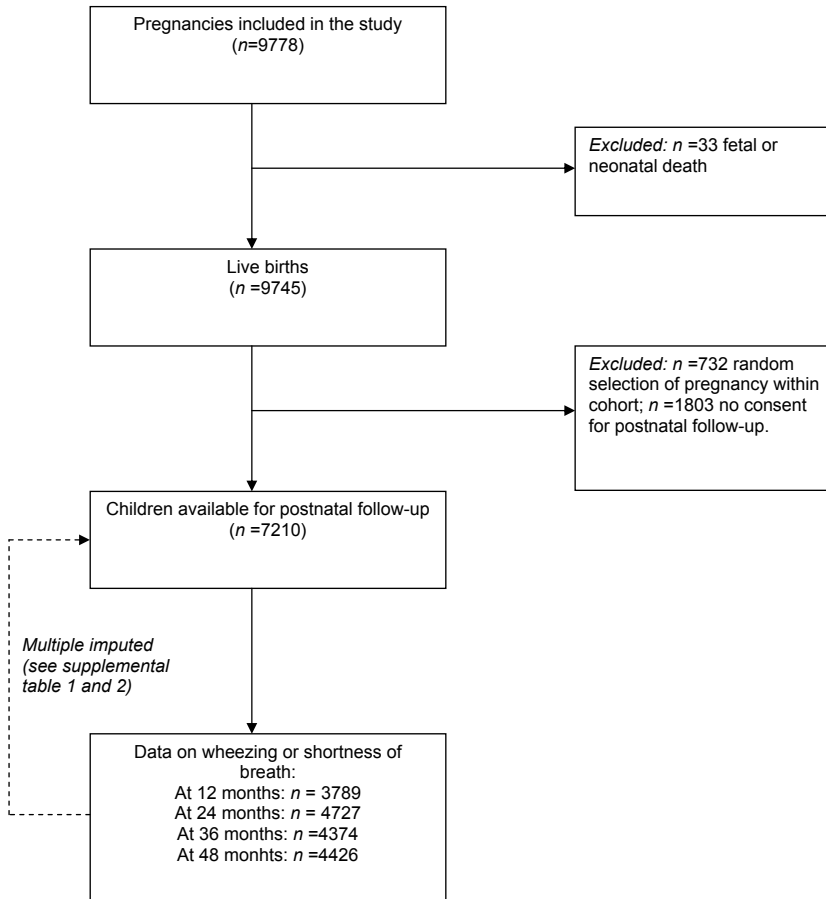 Pregnancies included in the study
(n=9778)
Excluded: n =33 fetal or
neonatal death
Live births
(n =9745)
Excluded: n =732 random
selection of pregnancy within
cohort; n =1803 no consent
for postnatal follow-up.
Children available for postnatal follow-up
(n =7210)
Multiple imputed
(see supplemental
table 1 and 2)
Data on wheezing or shortness of
breath:
At 12 months: n = 3789
At 24 months: n = 4727
At 36 months: n =4374
At 48 monhts: n =4426